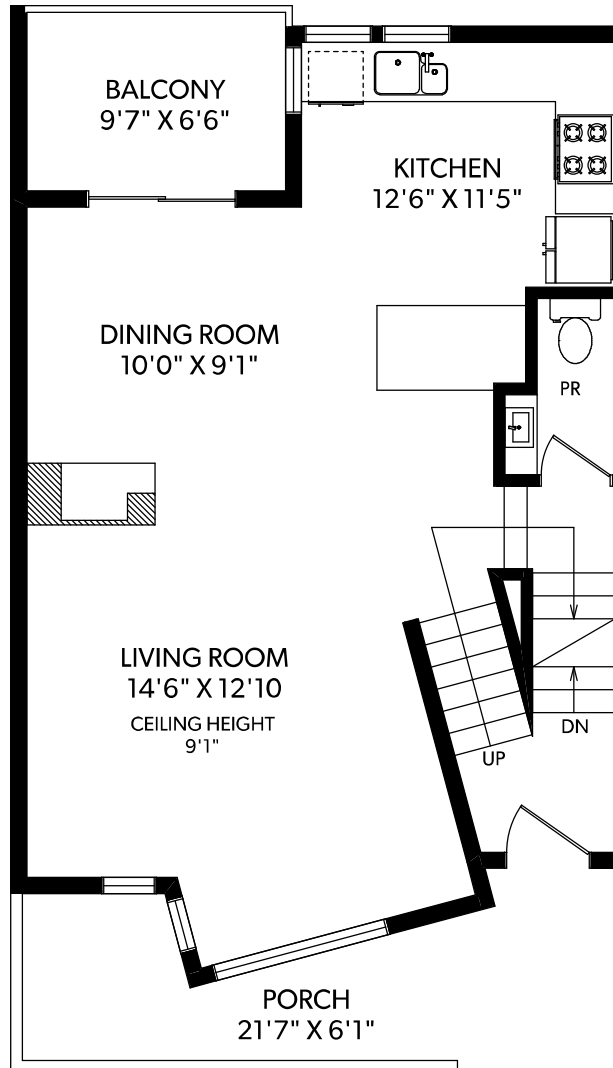 BALCONY
9'7" X 6'6"
KITCHEN
12'6" X 11'5"
DINING ROOM
10'0" X 9'1"
PR
LIVING ROOM
14'6" X 12'10
CEILING HEIGHT
9'1"
UP
DN
PORCH
21'7" X 6'1"